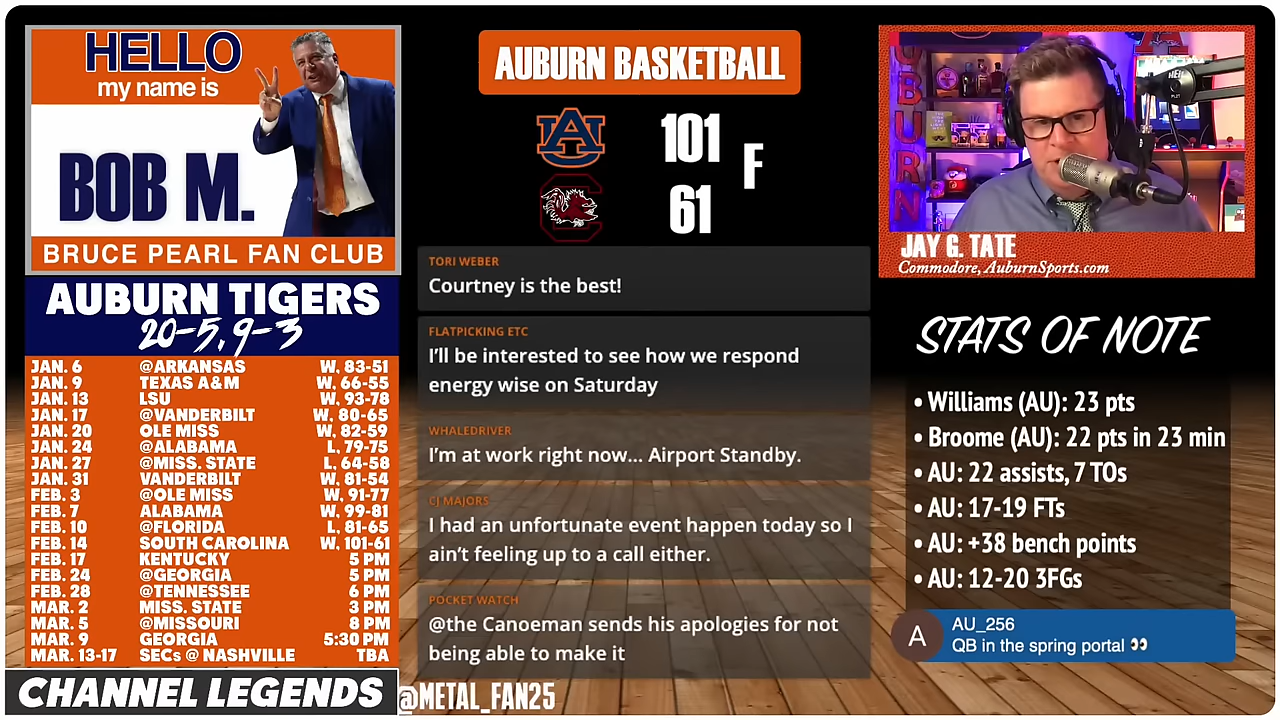 HELLO
my name is
BOB M.
BRUCE PEARL FAN CLUB
AUBURN TIGERS
20-5, 9-3
JAN. 6 @ARKANSAS W, 83-51
JAN. 9 TEXAS A&M W, 66-55
JAN. 13 LSU W, 93-78
JAN. 17 @VANDERBILT W, 80-65
JAN. 20 OLE MISS W, 82-59
JAN. 24 @ALABAMA L, 79-75
JAN. 27 @MISS. STATE L, 64-58
JAN. 31 VANDERBILT W, 81-54
FEB. 3 @OLE MISS W, 91-77
FEB. 7 ALABAMA W, 99-81
FEB. 10 @FLORIDA L, 81-65
FEB. 14 SOUTH CAROLINA W, 101-61
FEB. 17 KENTUCKY 5 PM
FEB. 24 @GEORGIA 5 PM
FEB. 28 @TENNESSEE 6 PM
MAR. 2 MISS. STATE 3 PM
MAR. 5 @MISSOURI 8 PM
MAR. 9 GEORGIA 5:30 PM
MAR. 13-17 SECs @ NASHVILLE TBA
CHANNEL LEGENDS
@METAL_FAN25
AUBURN BASKETBALL
AU
101
F
C
61
TORI WEBER
Courtney is the best!
FLATPICKING ETC
I'll be interested to see how we respond
energy wise on Saturday
WHALEDRIVER
I'm at work right now... Airport Standby.
CJ MAJORS
I had an unfortunate event happen today so I
ain't feeling up to a call either.
POCKET WATCH
@the Canoeman sends his apologies for not
being able to make it
AUBURN
HEIL
JAY G. TATE
Commodore, AuburnSports.com
STATS OF NOTE
• Williams (AU): 23 pts
• Broome (AU): 22 pts in 23 min
• AU: 22 assists, 7 TOs
• AU: 17-19 FTs
• AU: +38 bench points
• AU: 12-20 3FGs
A
AU_256
QB in the spring portal 👀